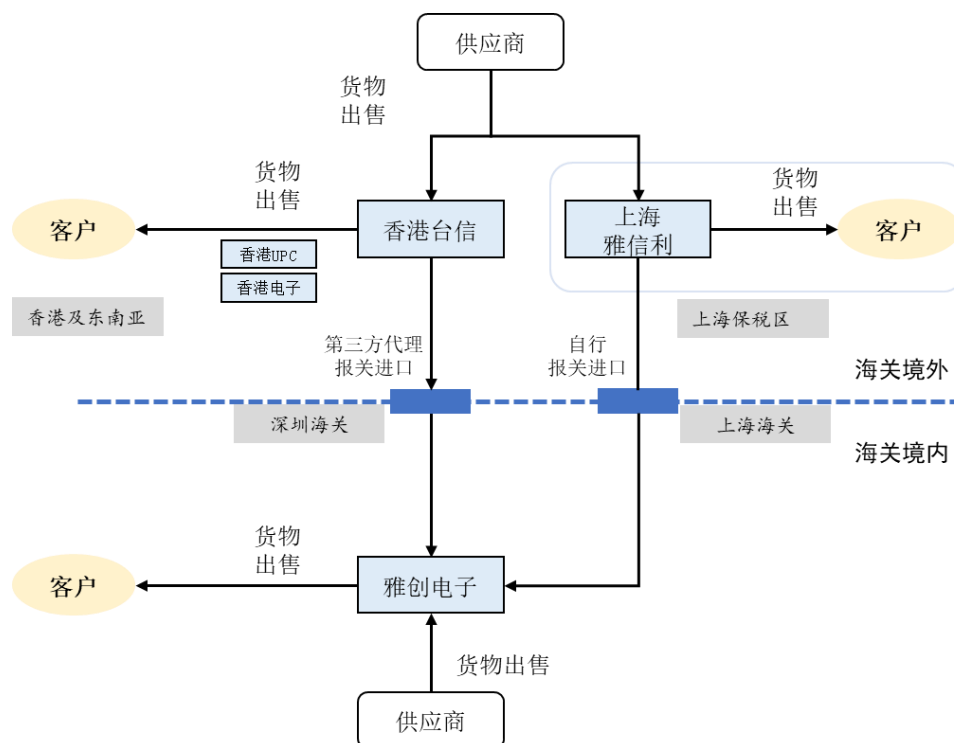 供应商
货物
出售
货物
出售
货物
出售
客户
香港台信
上海
雅信利
客户
香港UPC
香港电子
香港及东南亚
上海保税区
第三方代理
报关进口
自行
报关进口
海关境外
深圳海关
上海海关
海关境内
货物
出售
客户
雅创电子
货物出售
供应商